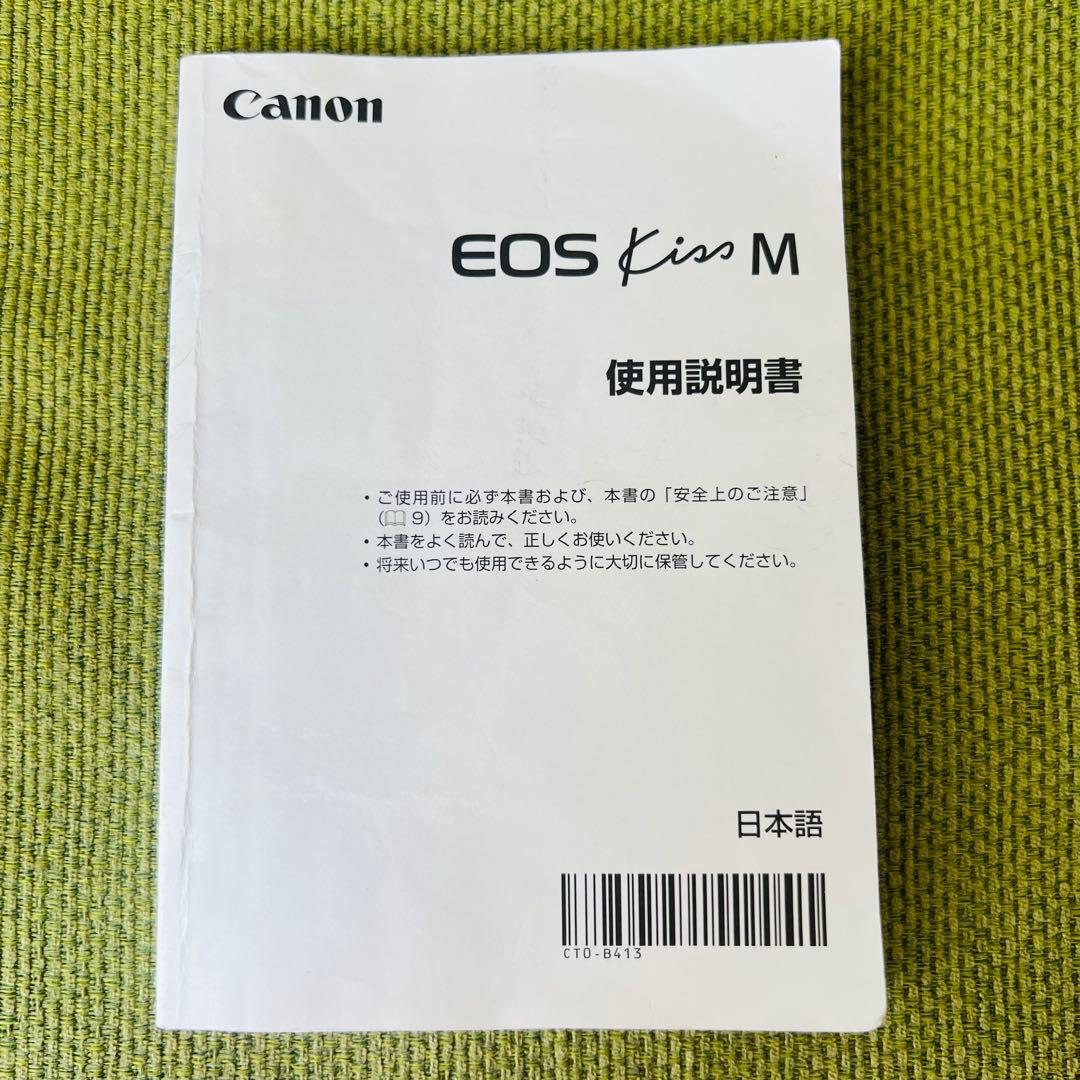 Canon
EOS Kiss M
使用説明書
・ご使用前に必ず本書および、本書の「安全上のご注意」
（📖 9）をお読みください。
・本書をよく読んで、正しくお使いください。
・将来いつでも使用できるように大切に保管してください。
日本語
CT0-B413